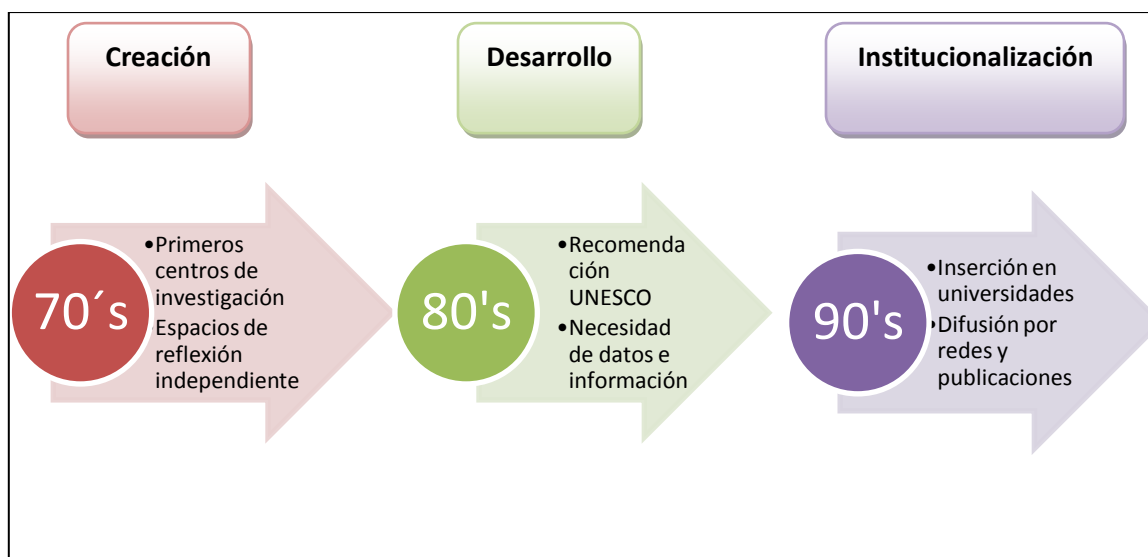 Creación
Desarrollo
Institucionalización
70´s
•Primeros
centros de
investigación
•Espacios de
reflexión
independiente
80's
•Recomenda
ción
UNESCO
•Necesidad
de datos e
información
90's
•Inserción en
universidades
•Difusión por
redes y
publicaciones